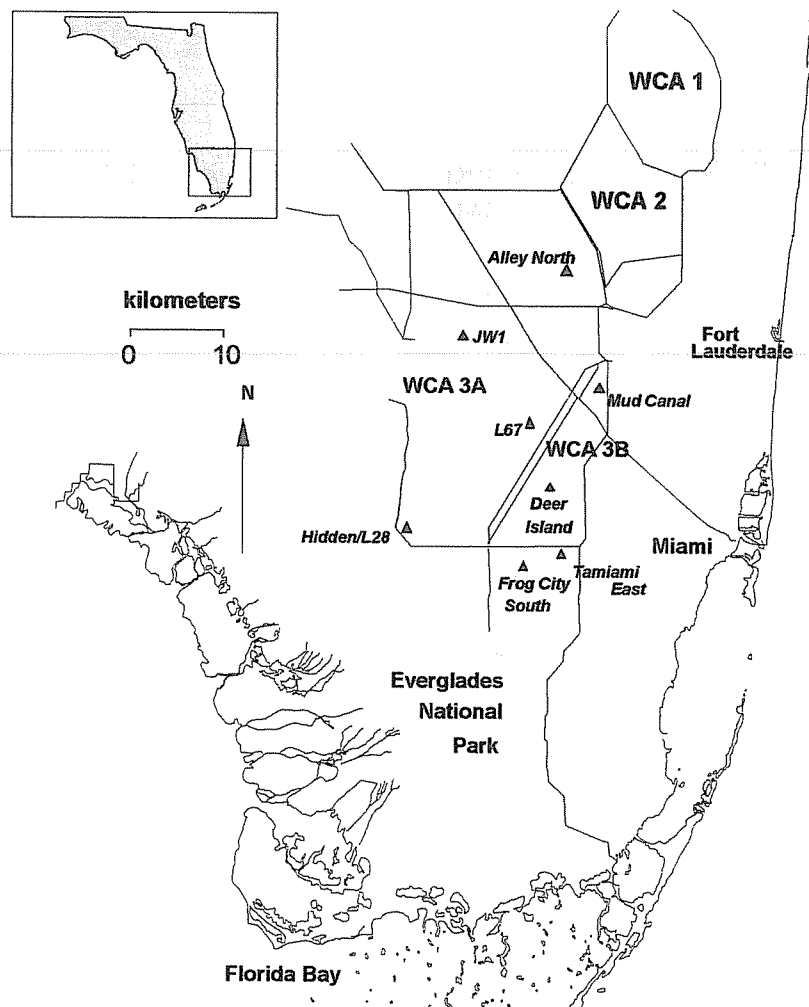 WCA 1
WCA 2
Alley North
kilometers
0 10
JW1
Fort
Lauderdale
N
WCA 3A
Mud Canal
L67
WCA 3B
Deer
Island
Hidden/L28
Miami
Frog City
South
Tamiami
East
Everglades
National
Park
Florida Bay